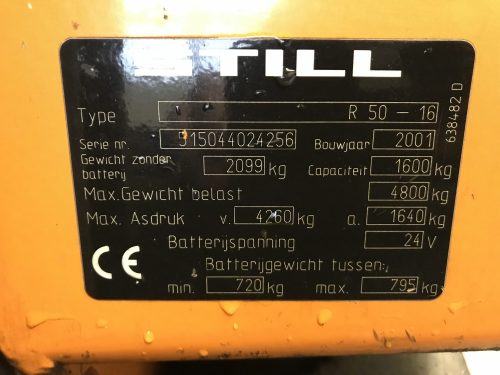 STILL
Type R 50 - 16
Serie nr. 515044024256 Bouwjaar 2001
Gewicht zonder batterij 2099 kg Capaciteit 1600 kg
Max. Gewicht belast 4800 kg
Max. Asdruk v. 4260 kg a. 1640 kg
Batterijspanning 24 V
Batterijgewicht tussen:
min. 720 kg max. 795 kg
CE
638482 D